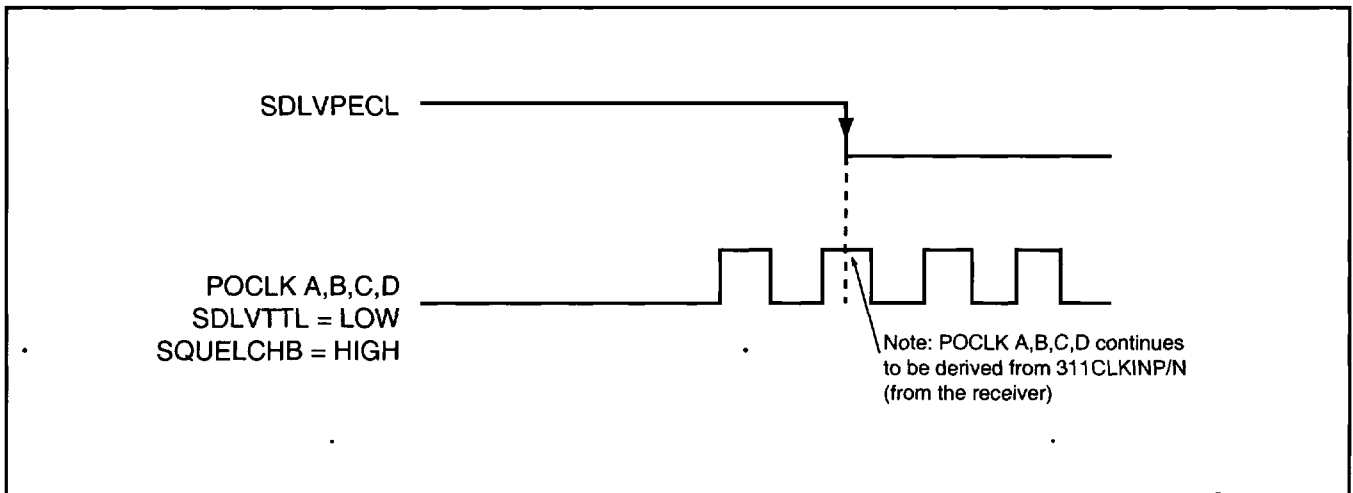 SDLVPECL
POCLK A,B,C,D
SDLVTTL = LOW
SQUELCHB = HIGH
Note: POCLK A,B,C,D continues
to be derived from 311CLKINP/N
(from the receiver)